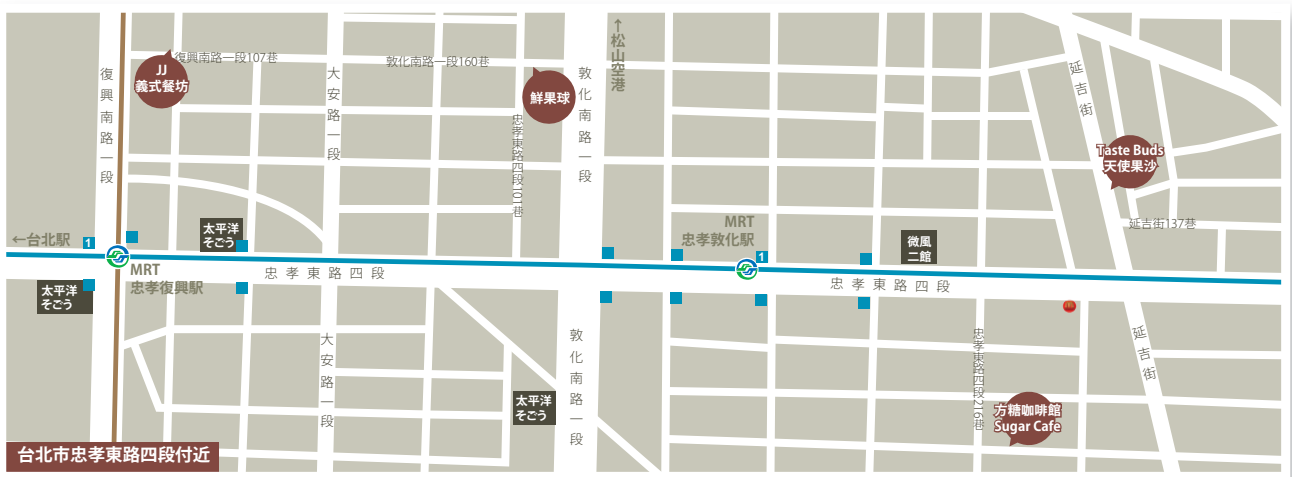 ↑松山空港
JJ
義式餐坊
復興南路一段107巷
敦化南路一段160巷
鮮果球
復興南路一段
大安路一段
敦化南路一段
忠孝東路四段101巷
延吉街
Taste Buds
天使果沙
延吉街137巷
←台北駅
1
太平洋
そごう
MRT
忠孝敦化駅
1
微風
二館
MRT
忠孝復興駅
忠孝東路四段
忠孝東路四段
太平洋
そごう
大安路一段
敦化南路一段
忠孝東路四段216巷
延吉街
太平洋
そごう
方糖咖啡館
Sugar Cafe
台北市忠孝東路四段付近